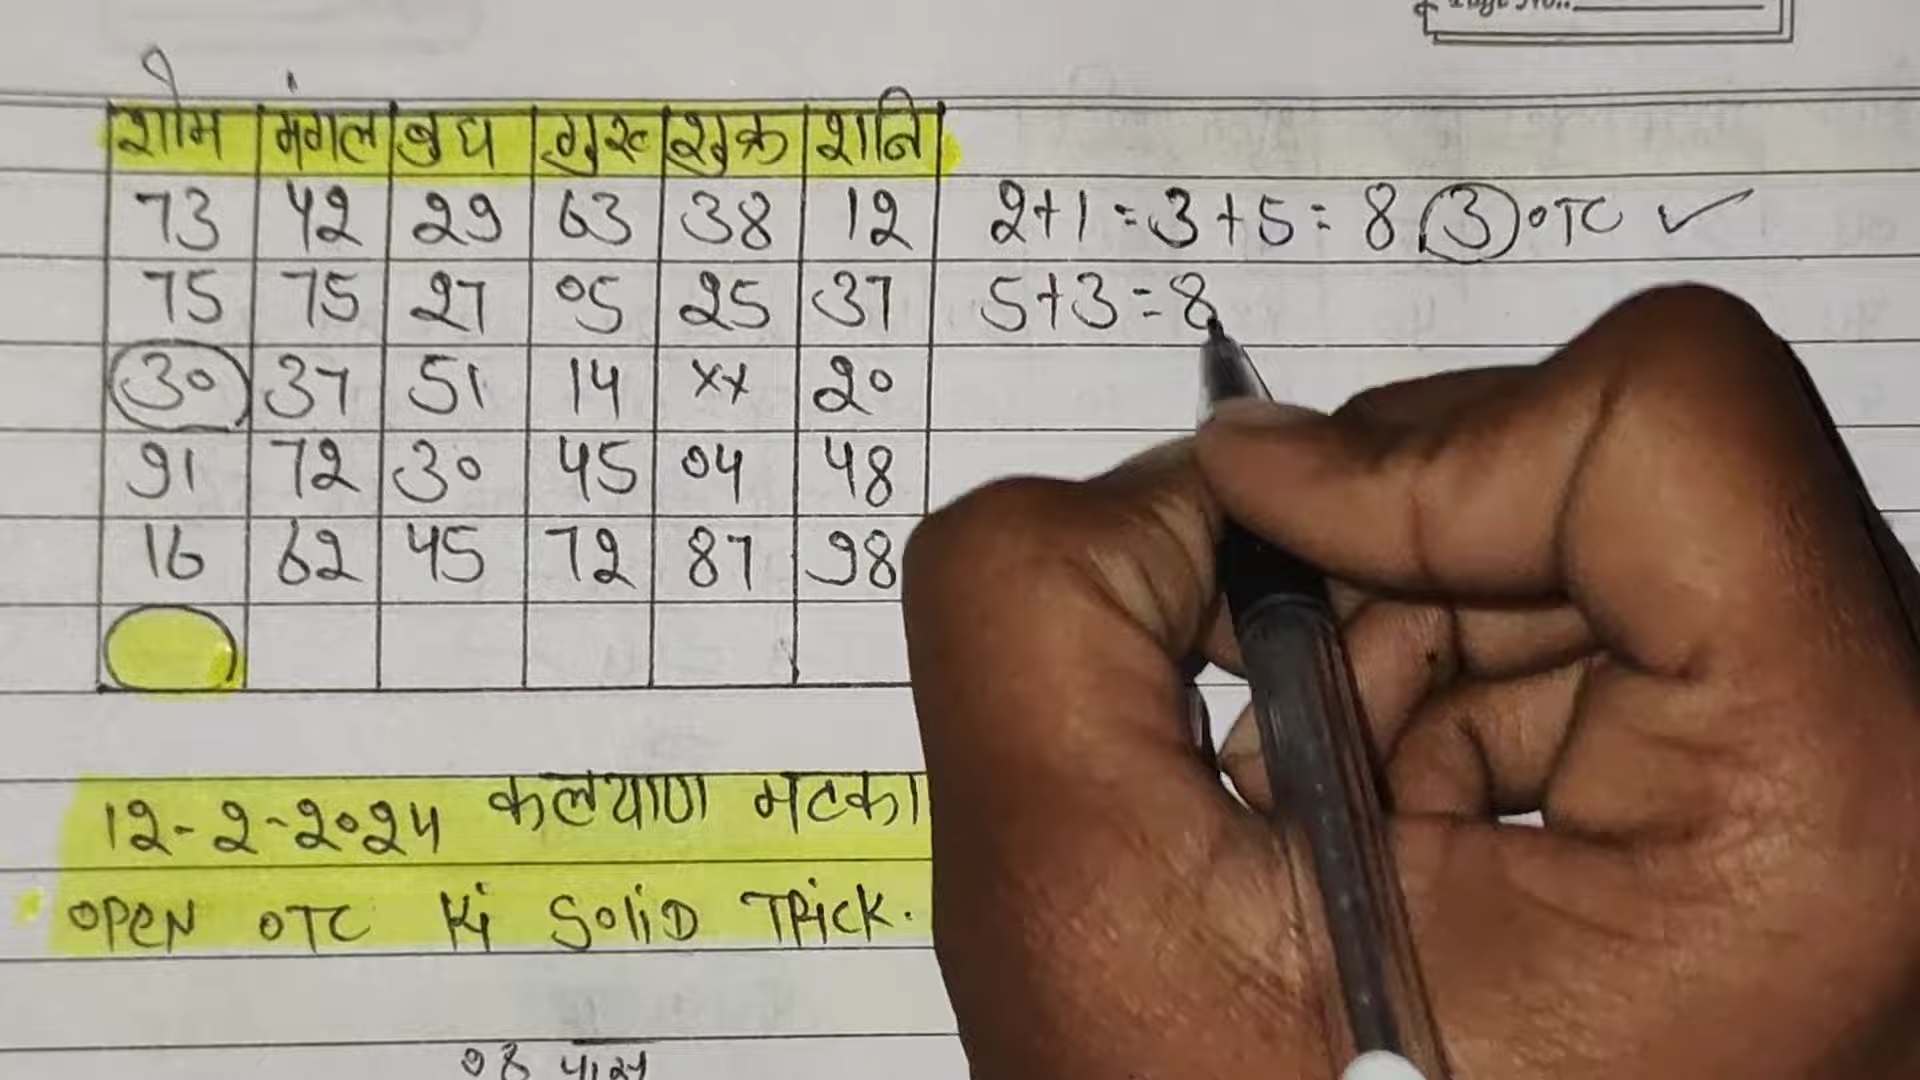 Page No.:
शोम मंगल बुध गुरु शुक्र शनि
73 42 29 63 38 12 2+1=3+5=8 3 OTC ✓
75 75 27 05 25 37 5+3=8
30 37 51 14 xx 20
91 72 30 45 04 48
16 62 45 72 87 98
12-2-2024 कल्याण मटका
OPEN OTC Ki SoliD TRicK.